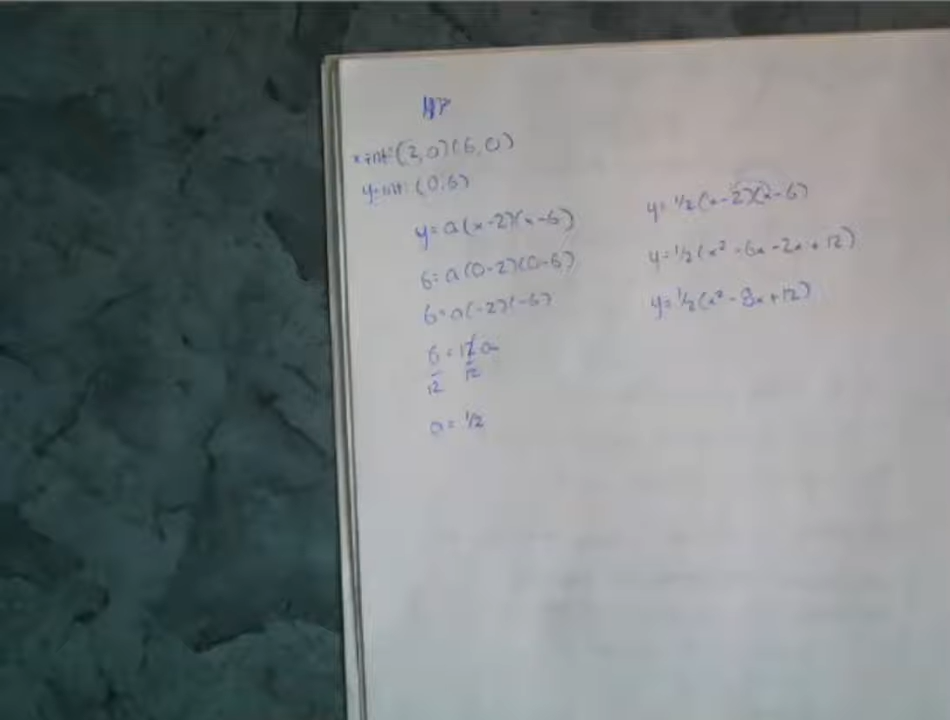 x-int: (2,0)(6,0)
y-int: (0,6)
y = a(x-2)(x-6)
6 = a(0-2)(0-6)
6 = a(-2)(-6)
6 = 12a
12 12
a = 1/2
y = 1/2(x-2)(x-6)
y = 1/2(x² - 6x - 2x + 12)
y = 1/2(x² - 8x + 12)